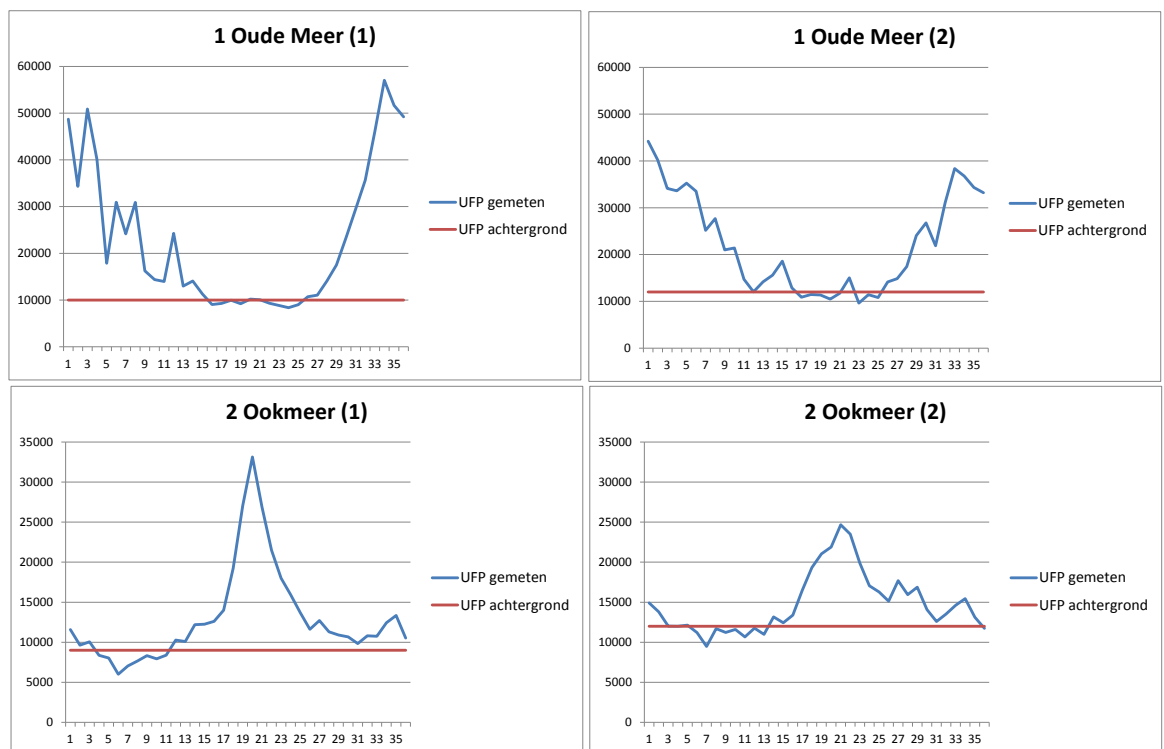 1 Oude Meer (1)
60000
50000
40000
30000
20000
10000
0
1 3 5 7 9 11 13 15 17 19 21 23 25 27 29 31 33 35
UFP gemeten
UFP achtergrond
1 Oude Meer (2)
60000
50000
40000
30000
20000
10000
0
1 3 5 7 9 11 13 15 17 19 21 23 25 27 29 31 33 35
UFP gemeten
UFP achtergrond
2 Ookmeer (1)
35000
30000
25000
20000
15000
10000
5000
0
1 3 5 7 9 11 13 15 17 19 21 23 25 27 29 31 33 35
UFP gemeten
UFP achtergrond
2 Ookmeer (2)
35000
30000
25000
20000
15000
10000
5000
0
1 3 5 7 9 11 13 15 17 19 21 23 25 27 29 31 33 35
UFP gemeten
UFP achtergrond